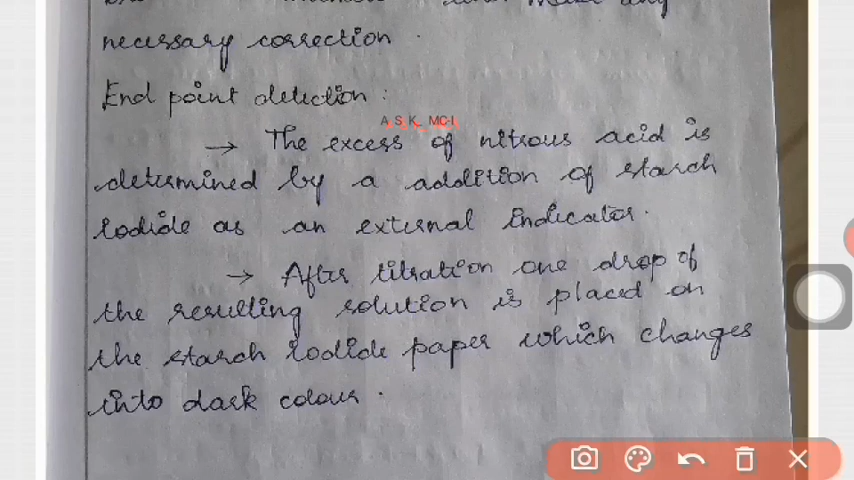 necessary correction.
End point detection:
A S K_ MC-I
→ The excess of nitrous acid is
determined by a addition of starch
Iodide as an external indicator.
→ After titration one drop of
the resulting solution is placed on
the starch Iodide paper which changes
into dark colour.